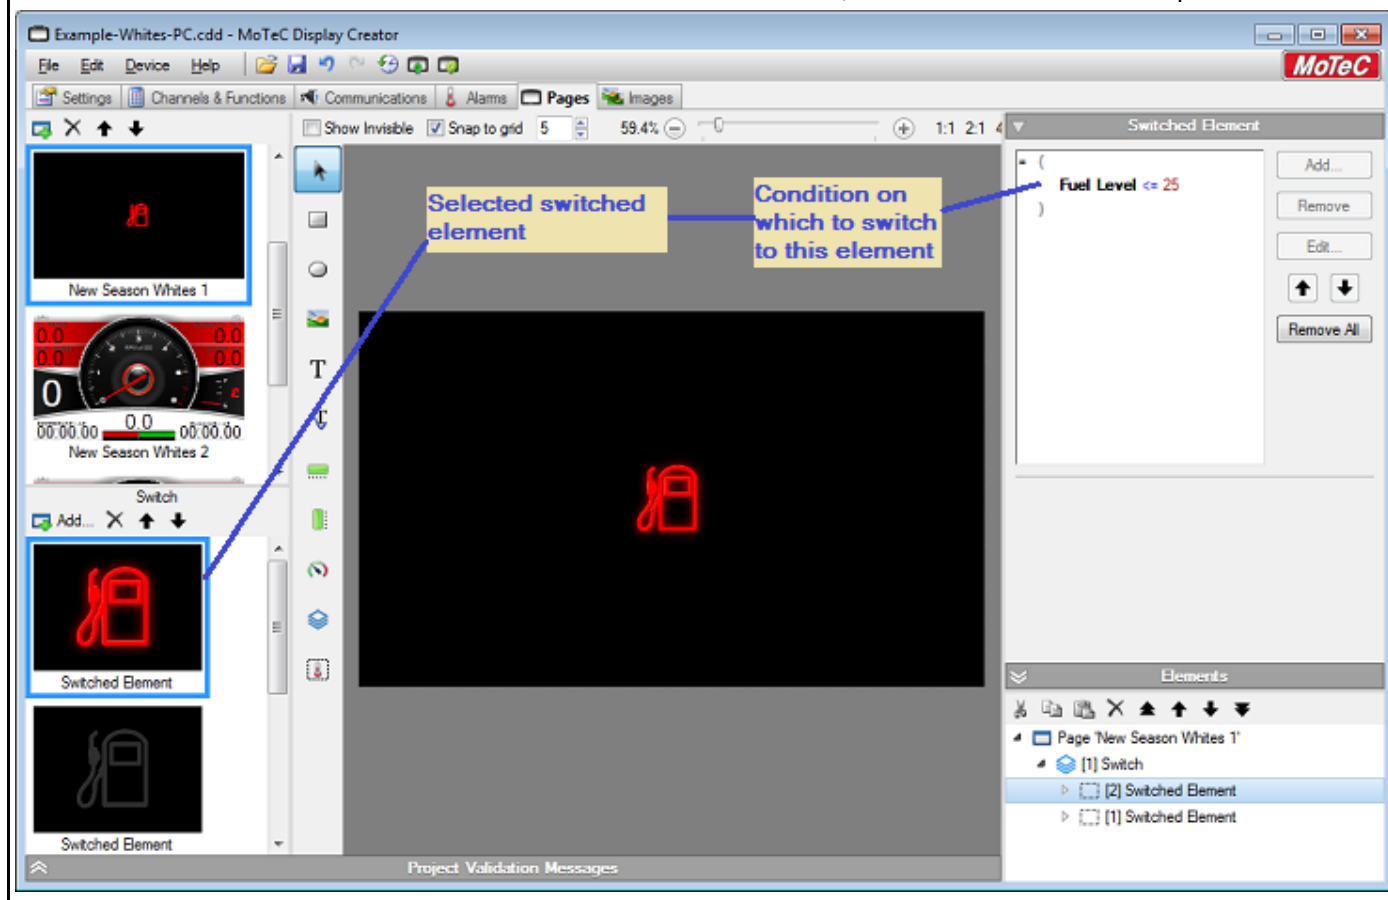 Example-Whites-PC.cdd - MoTeC Display Creator
File Edit Device Help
MoTeC
Settings Channels & Functions Communications Alarms Pages Images
Show Invisible Snap to grid 5 59.4% 1:1 2:1 4
Switched Element
(
Fuel Level <= 25
)
Add...
Remove
Edit...
Remove All
Selected switched
element
Condition on
which to switch
to this element
New Season Whites 1
0.0 0.0
0.0 0.0
0
0.0
00:00.00 00:00.00
New Season Whites 2
T
Switch
Add...
Switched Element
Switched Element
Elements
Page 'New Season Whites 1'
[1] Switch
[2] Switched Element
[1] Switched Element
Project Validation Messages